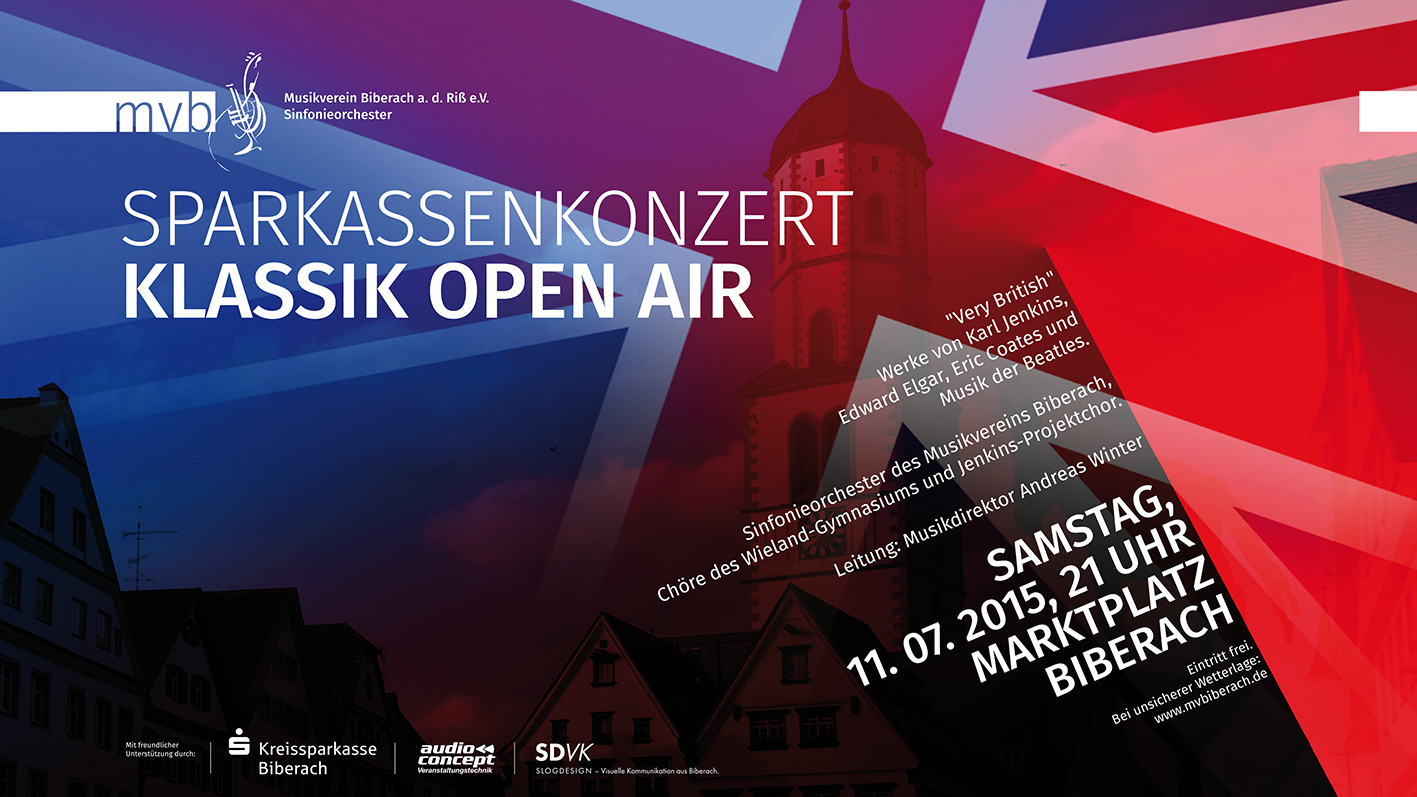 mvb
Musikverein Biberach a. d. Riß e.V.
Sinfonieorchester
SPARKASSENKONZERT
KLASSIK OPEN AIR
"Very British"
Werke von Karl Jenkins,
Edward Elgar, Eric Coates und
Musik der Beatles.
Sinfonieorchester des Musikvereins Biberach,
Chöre des Wieland-Gymnasiums und Jenkins-Projektchor.
Leitung: Musikdirektor Andreas Winter
SAMSTAG,
11. 07. 2015, 21 UHR
MARKTPLATZ
BIBERACH
Eintritt frei.
Bei unsicherer Wetterlage:
www.mvbiberach.de
Mit freundlicher
Unterstützung durch:
Kreissparkasse
Biberach
audio
concept
Veranstaltungstechnik
SDVK
SLOGDESIGN – Visuelle Kommunikation aus Biberach.